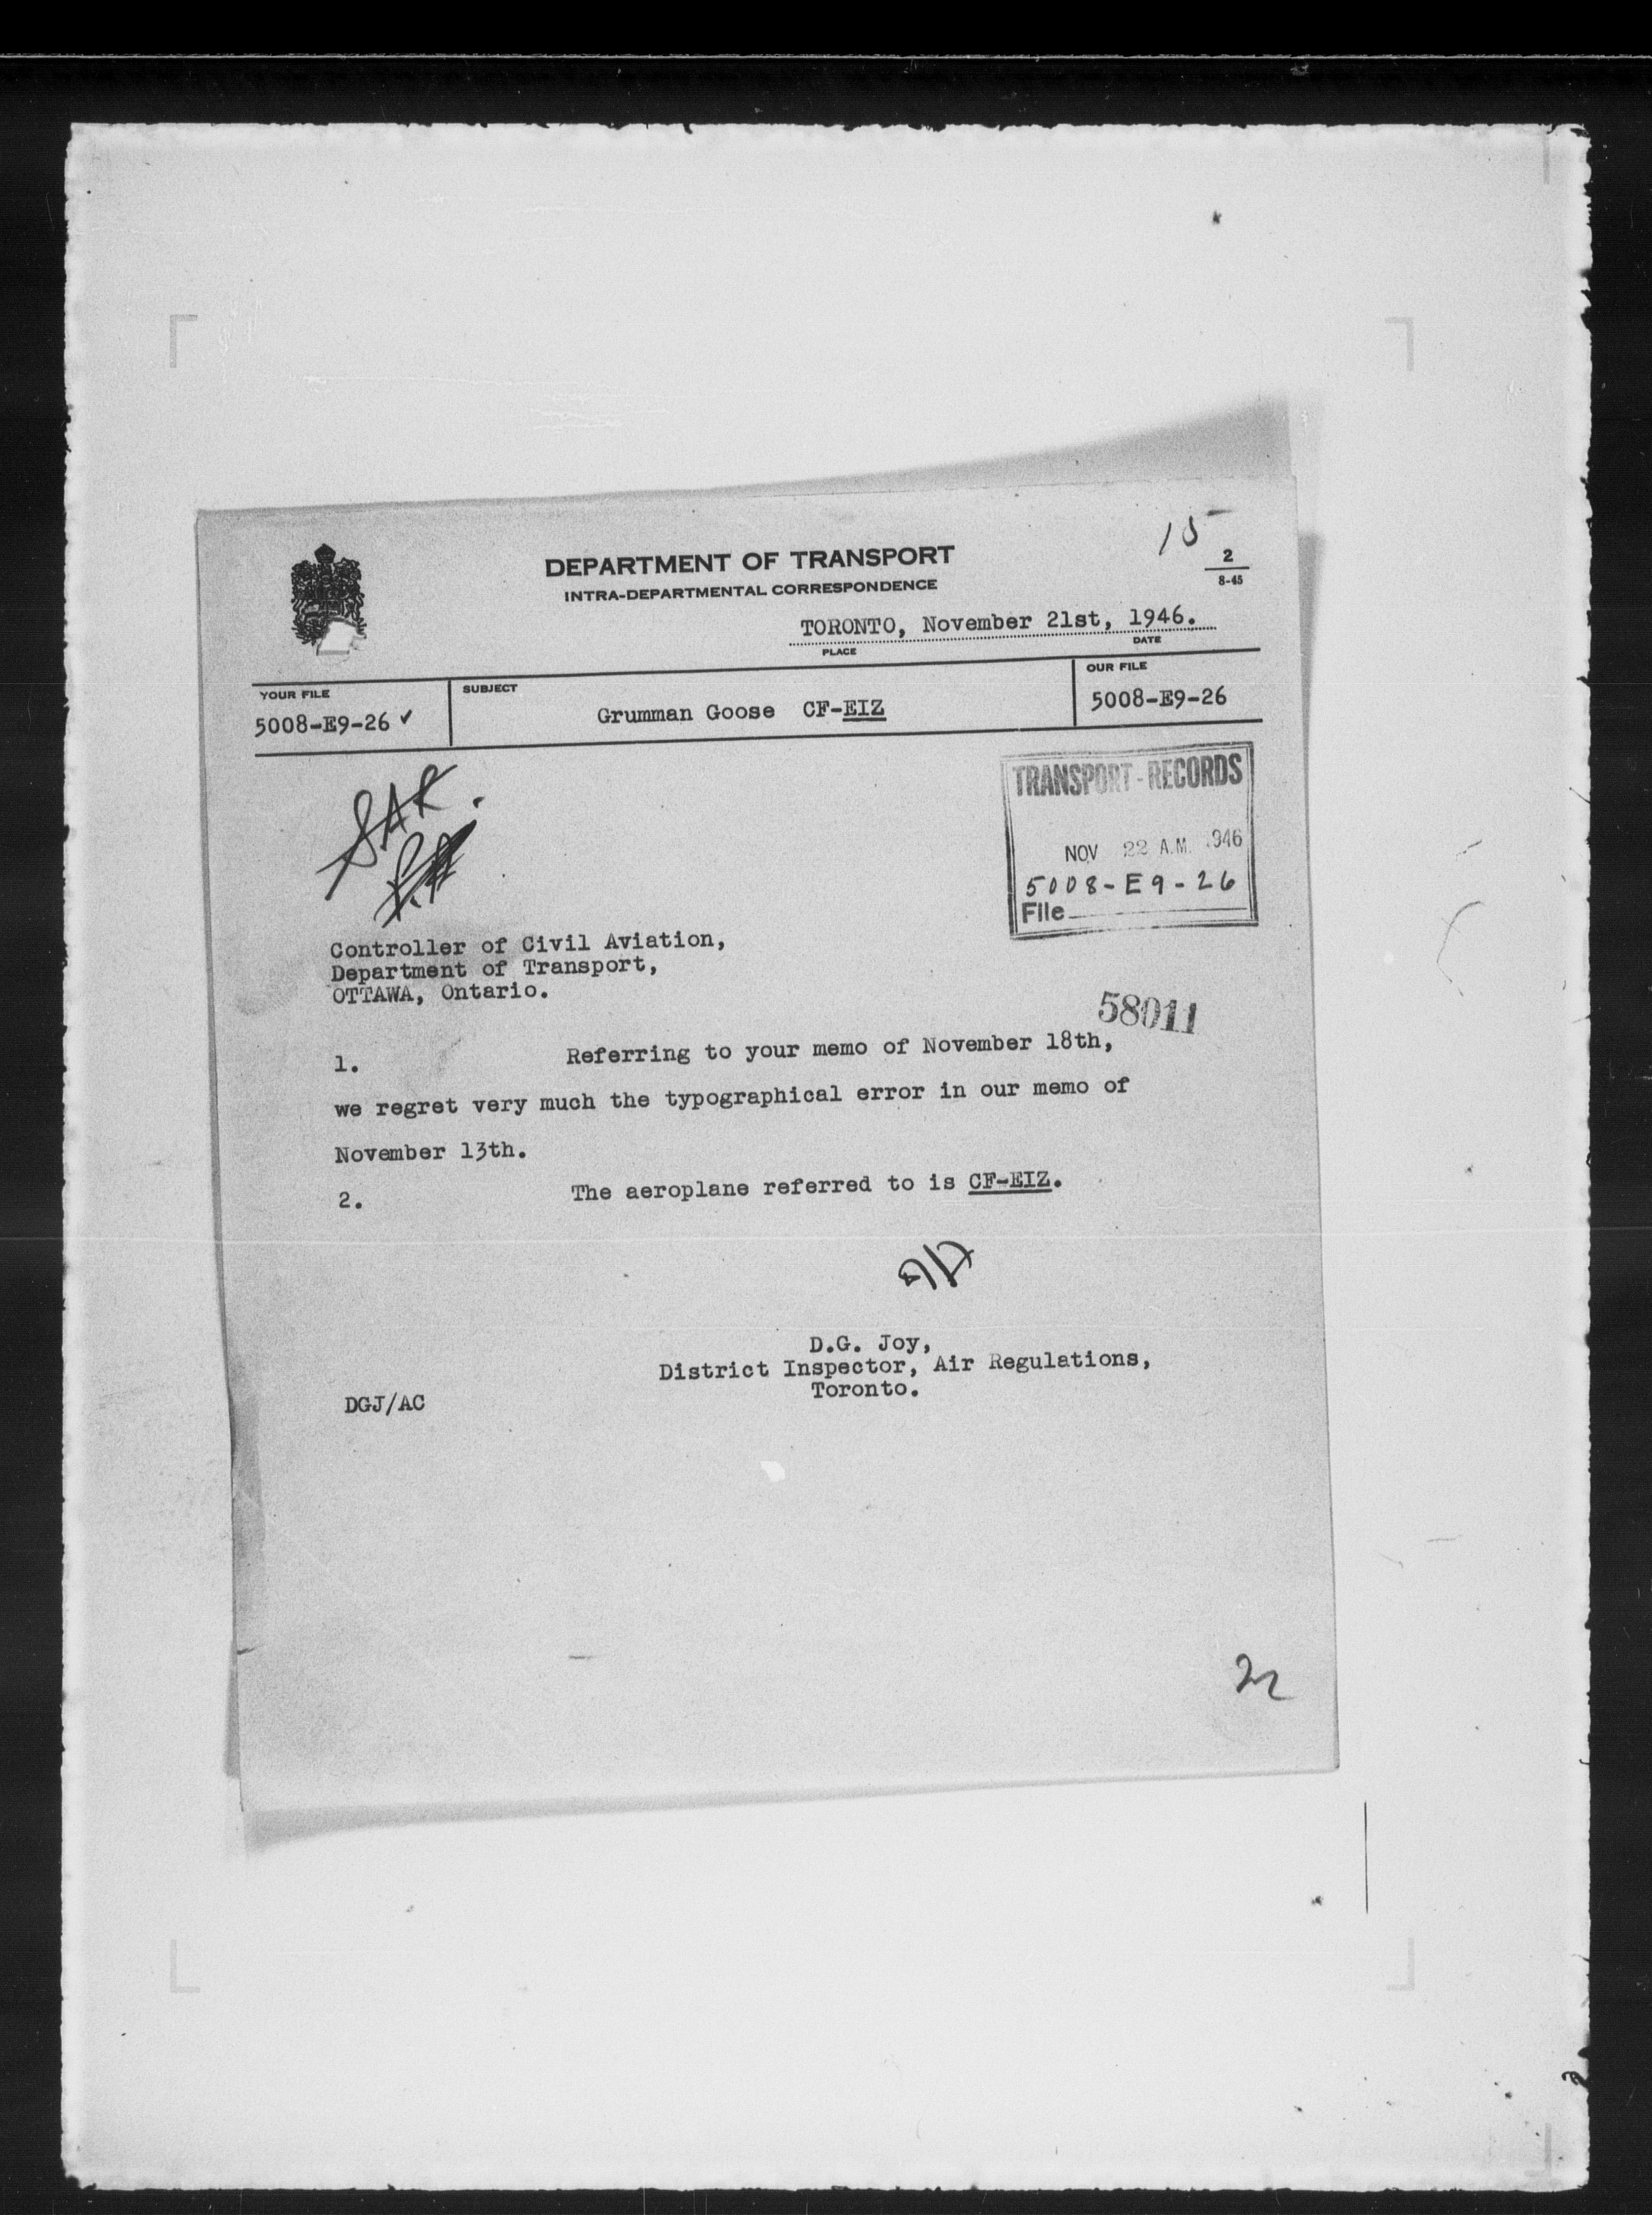 15
DEPARTMENT OF TRANSPORT
2
8-45
INTRA-DEPARTMENTAL CORRESPONDENCE
TORONTO, November 21st, 1946.
PLACE DATE
YOUR FILE SUBJECT OUR FILE
5008-E9-26 ✓ Grumman Goose CF-EIZ 5008-E9-26
TRANSPORT - RECORDS
NOV 22 A.M. 1946
5008-E9-26
File
SAR.
Controller of Civil Aviation,
Department of Transport,
OTTAWA, Ontario.
58011
1. Referring to your memo of November 18th,
we regret very much the typographical error in our memo of
November 13th.
2. The aeroplane referred to is CF-EIZ.
D.G. Joy,
District Inspector, Air Regulations,
Toronto.
DGJ/AC